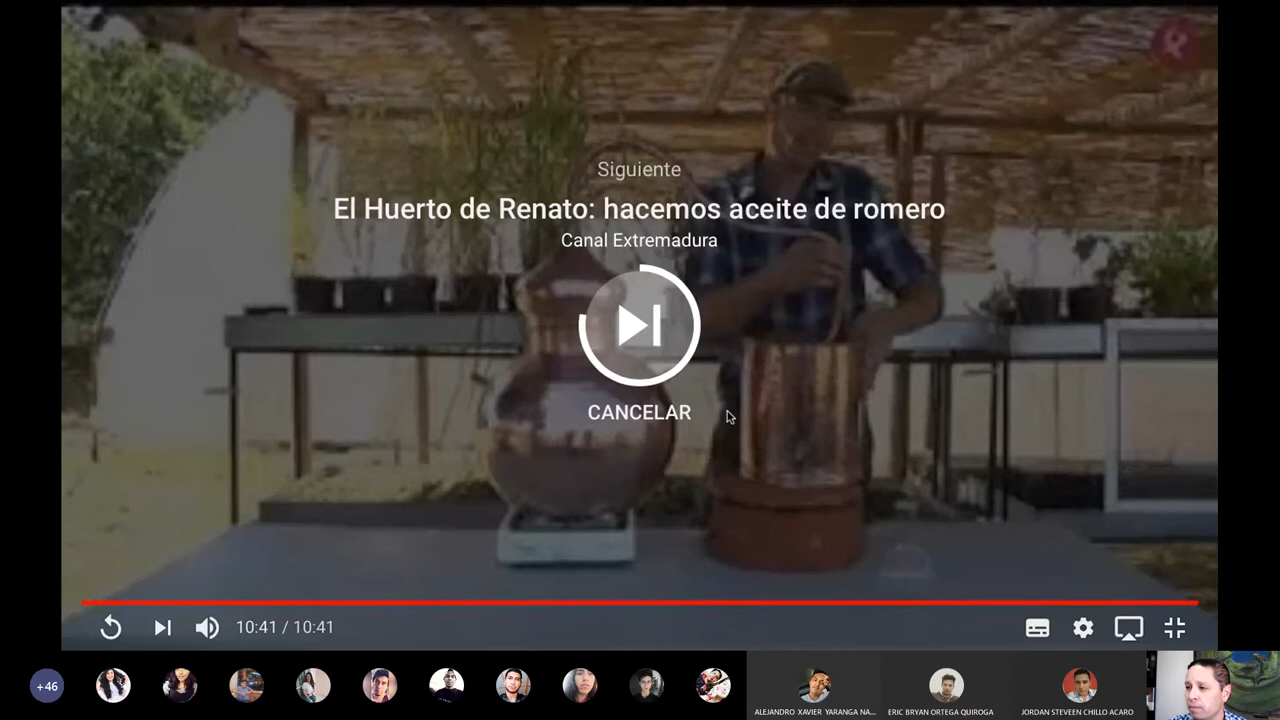 Siguiente
El Huerto de Renato: hacemos aceite de romero
Canal Extremadura
CANCELAR
10:41 / 10:41
+46
ALEJANDRO XAVIER YARANGA NA...
ERIC BRYAN ORTEGA QUIROGA
JORDAN STEVEEN CHILLO ACARO